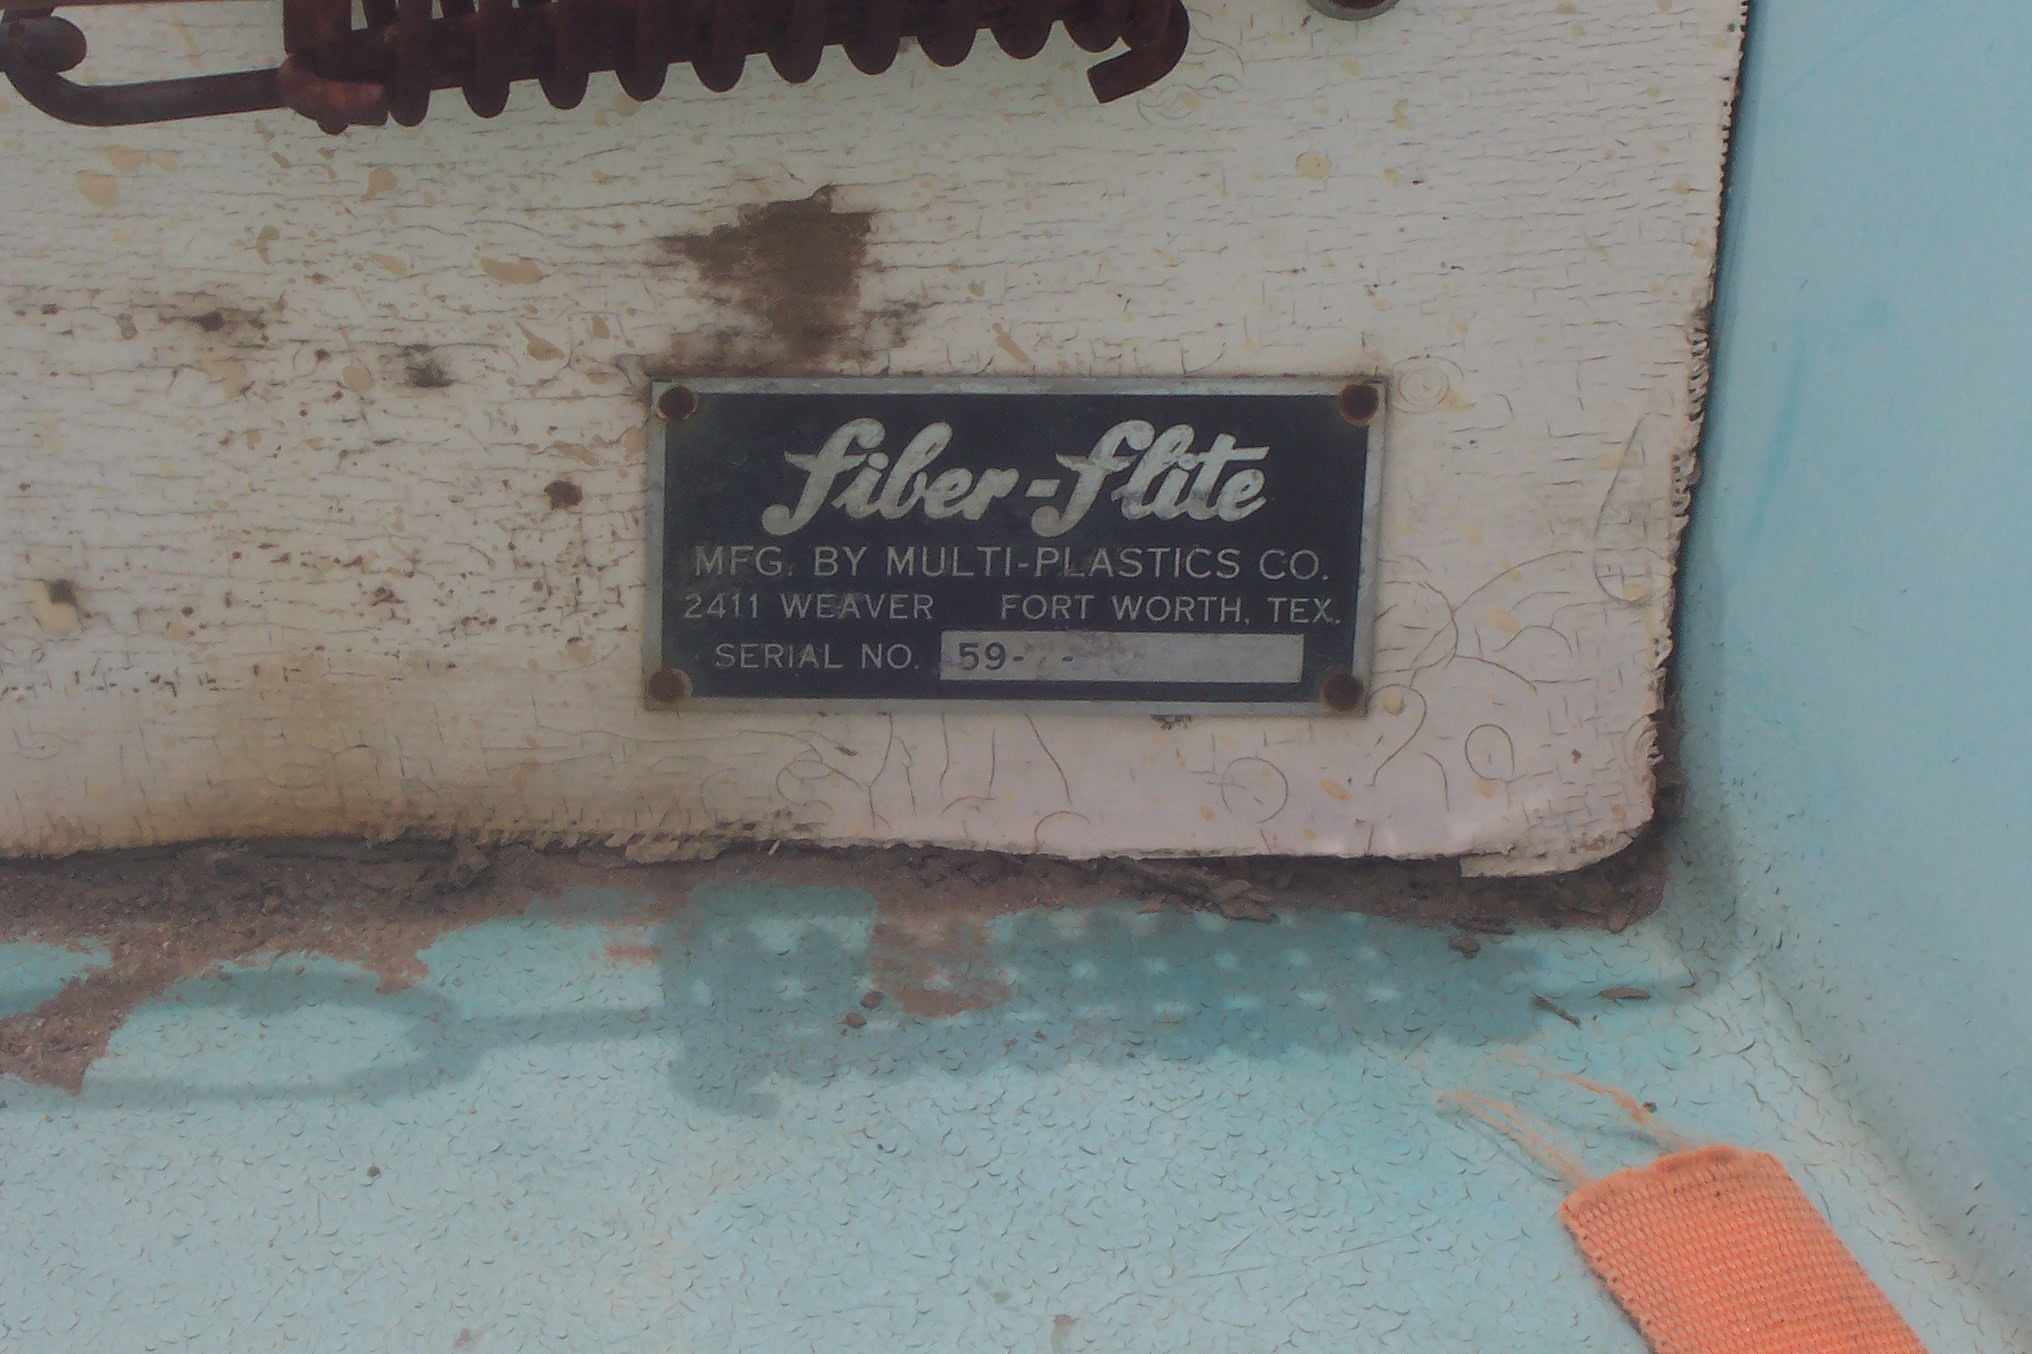 fiber-flite
MFG. BY MULTI-PLASTICS CO.
2411 WEAVER FORT WORTH, TEX.
SERIAL NO. 59-